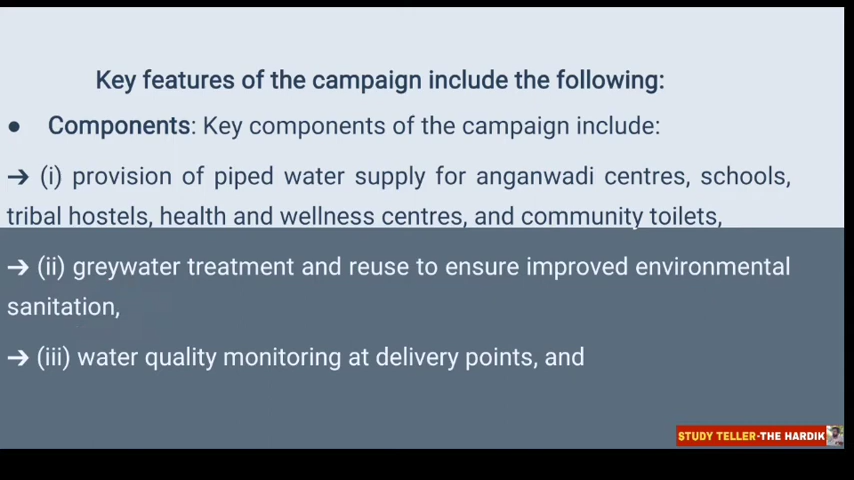 Key features of the campaign include the following:
● Components: Key components of the campaign include:
➔ (i) provision of piped water supply for anganwadi centres, schools,
tribal hostels, health and wellness centres, and community toilets,
➔ (ii) greywater treatment and reuse to ensure improved environmental
sanitation,
➔ (iii) water quality monitoring at delivery points, and
STUDY TELLER-THE HARDIK